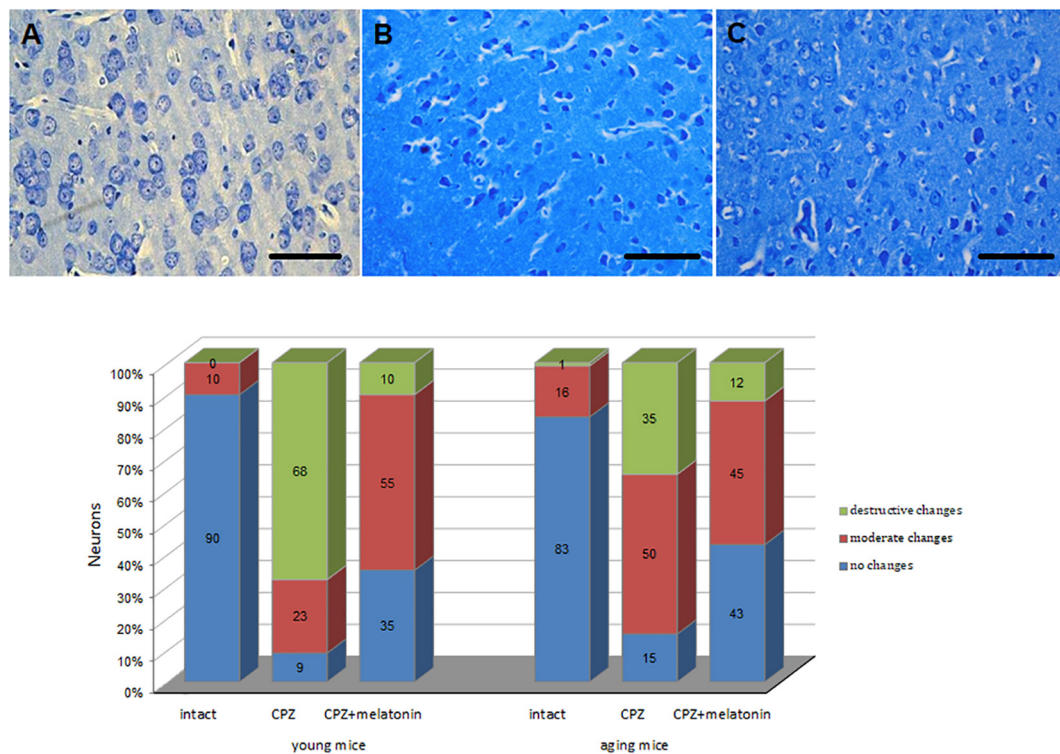 A B C
100%
90%
80%
70%
60%
50%
40%
30%
20%
10%
0%
Neurons
0 10 1 12
10 16
68 35
55 45
90 50
83
23 35 43
9 15
destructive changes
moderate changes
no changes
intact CPZ CPZ+melatonin intact CPZ CPZ+melatonin
young mice aging mice